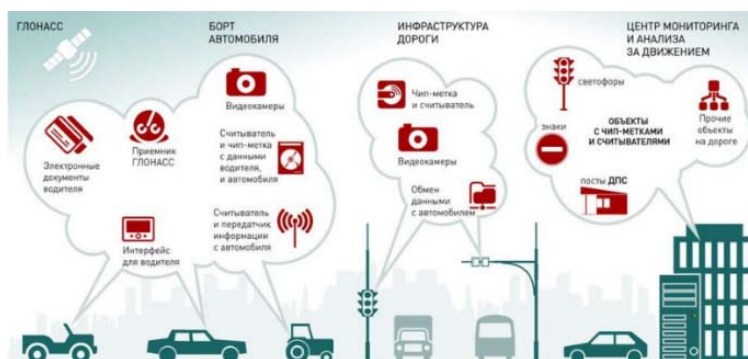 ГЛОНАСС
БОРТ
АВТОМОБИЛЯ
ИНФРАСТРУКТУРА
ДОРОГИ
ЦЕНТР МОНИТОРИНГА
И АНАЛИЗА
ЗА ДВИЖЕНИЕМ
Электронные
документы
водителя
Приемник
ГЛОНАСС
Интерфейс
для водителя
Видеокамеры
Считыватель
и чип-метка
с данными
водителя,
и автомобиля
Считыватель
и передатчик
информации
с автомобиля
Чип-метка
и считыватель
Видеокамеры
Обмен
данными
с автомобилем
светофоры
знаки
ОБЪЕКТЫ
С ЧИП-МЕТКАМИ
И СЧИТЫВАТЕЛЯМИ
посты ДПС
Прочие
объекты
на дороге